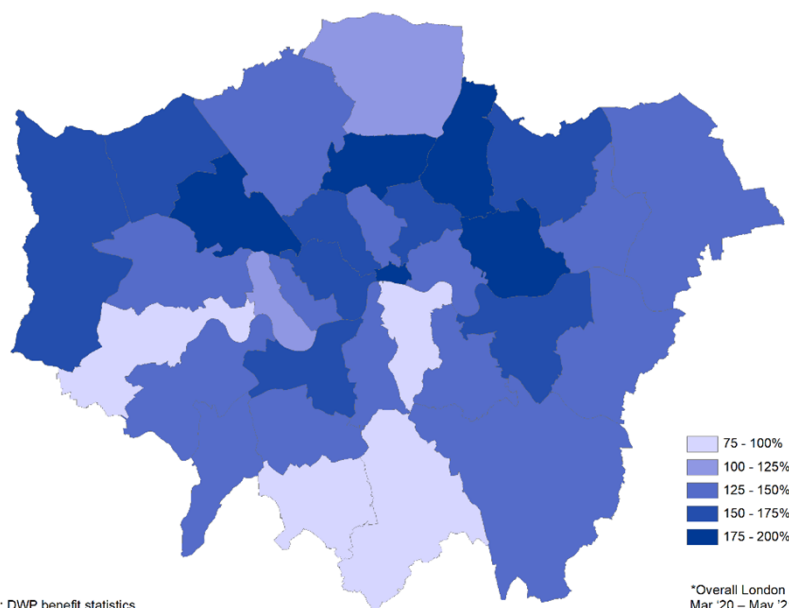 75 - 100%
100 - 125%
125 - 150%
150 - 175%
175 - 200%
: DWP benefit statistics
*Overall London
Mar '20 – May '2